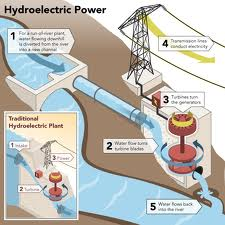 Hydroelectric Power
1 For a run-of-river plant,
water flowing downhill
is diverted from the river
into a new channel
4 Transmission lines
conduct electricity
3 Turbines turn
the generators
2 Water flow turns
turbine blades
5 Water flows back
into the river
Traditional
Hydroelectric Plant
1 Intake
3 Power
2 Turbine